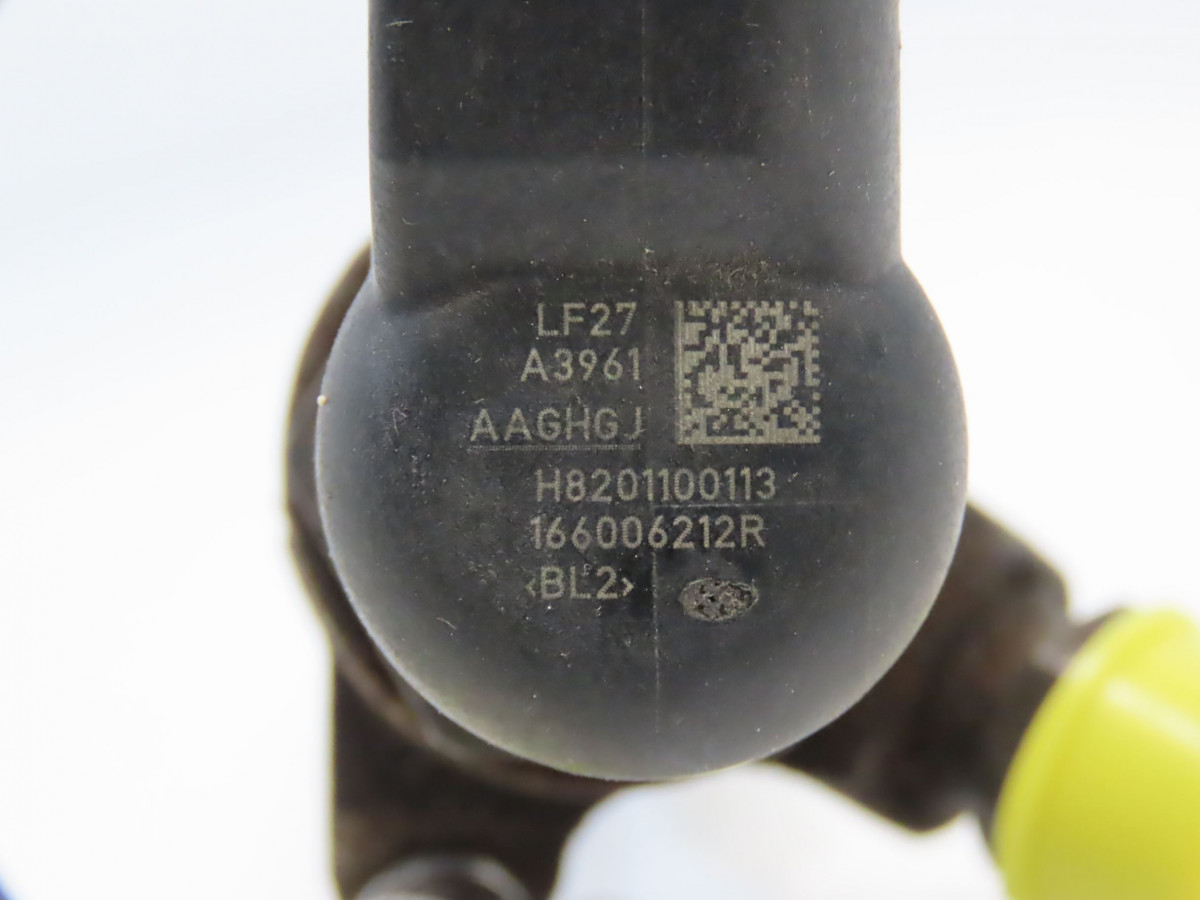 LF27
A3961
AAGHGJ
H8201100113
166006212R
<BL2>